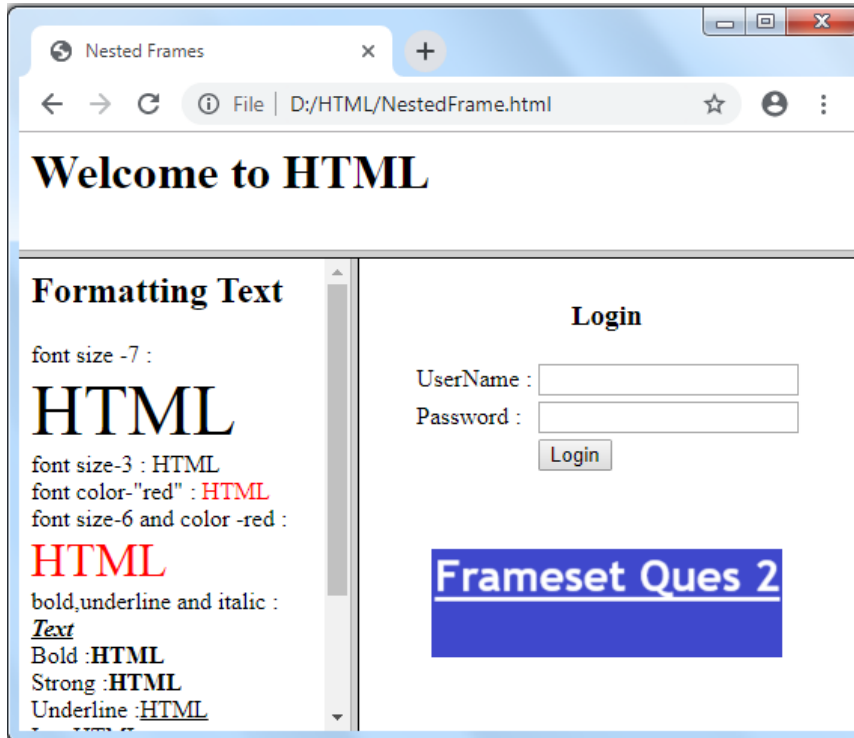 Nested Frames
File | D:/HTML/NestedFrame.html
Welcome to HTML
Formatting Text
font size -7 :
HTML
font size-3 : HTML
font color-"red" : HTML
font size-6 and color -red :
HTML
bold,underline and italic :
Text
Bold :HTML
Strong :HTML
Underline :HTML
Login
UserName :
Password :
Login
Frameset Ques 2